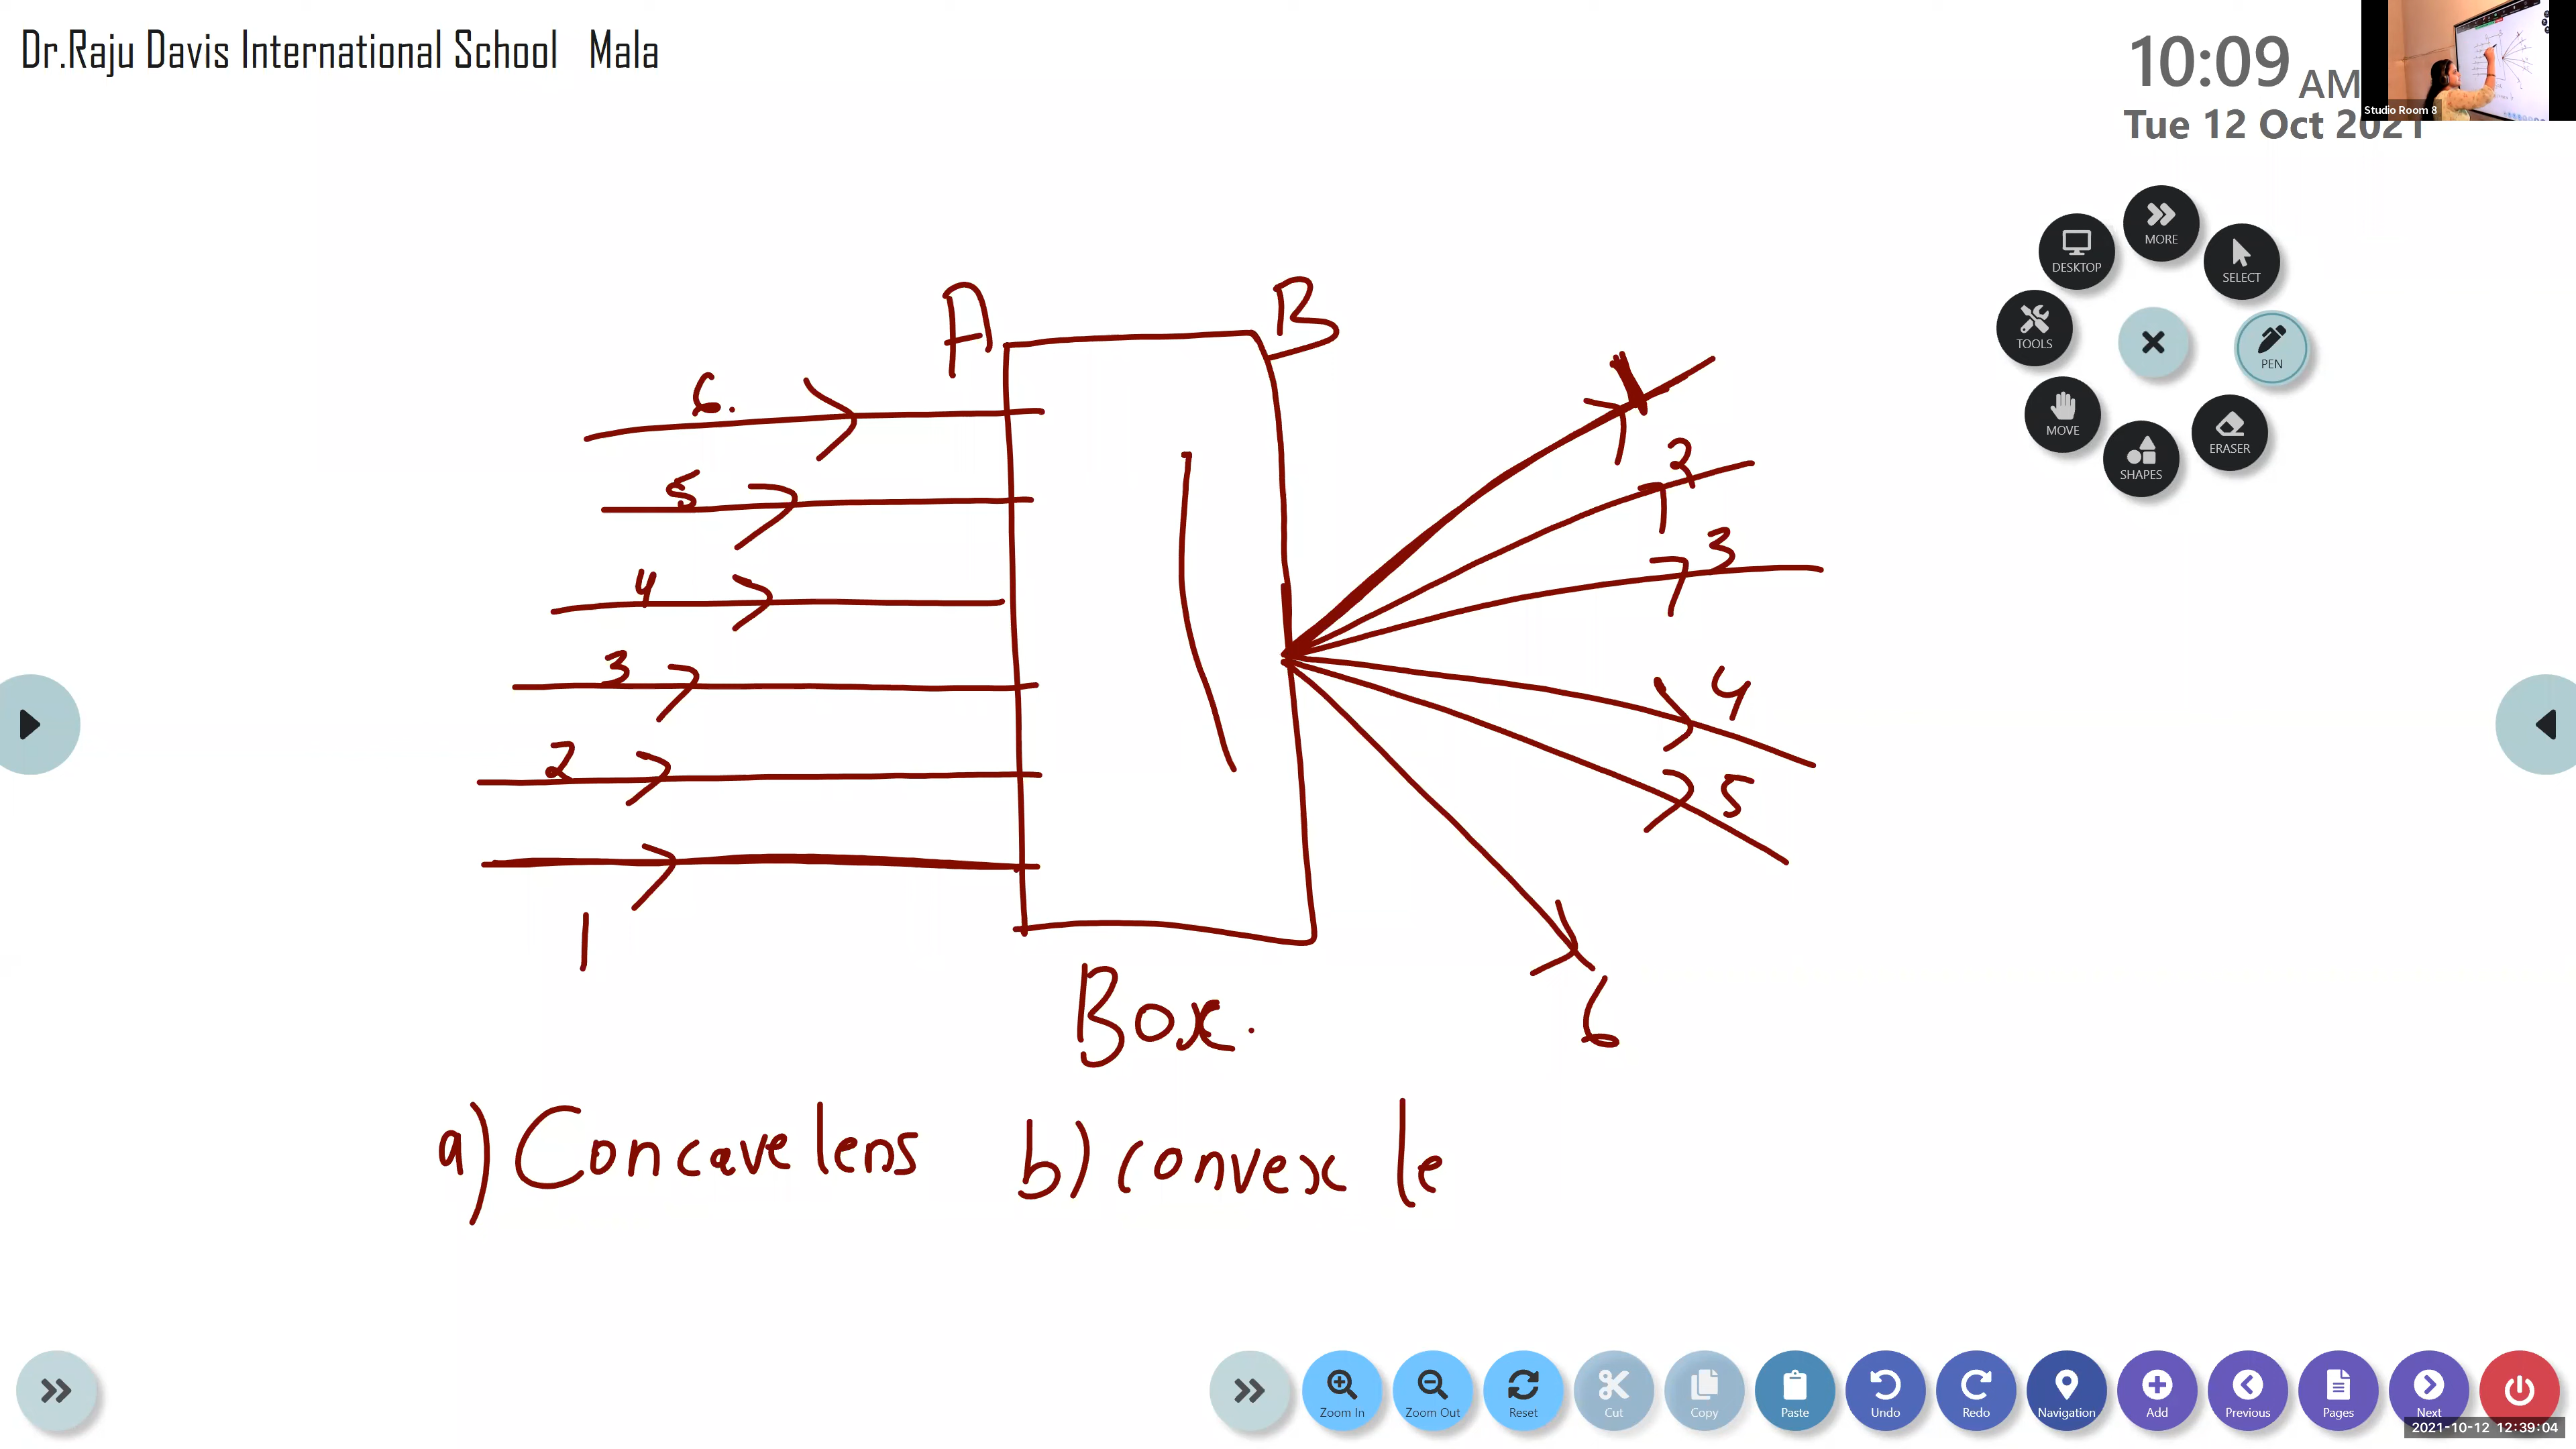 Dr.Raju Davis International School Mala
10:09 AM
Tue 12 Oct 2021
Studio Room 8
MORE
DESKTOP
SELECT
TOOLS
PEN
MOVE
ERASER
SHAPES
A
B
6.
5
4
3
2
1
1
2
3
4
5
6
Box.
a) Concave lens b) convex le
Zoom In
Zoom Out
Reset
Cut
Copy
Paste
Undo
Redo
Navigation
Add
Previous
Pages
Next
2021-10-12 12:39:04